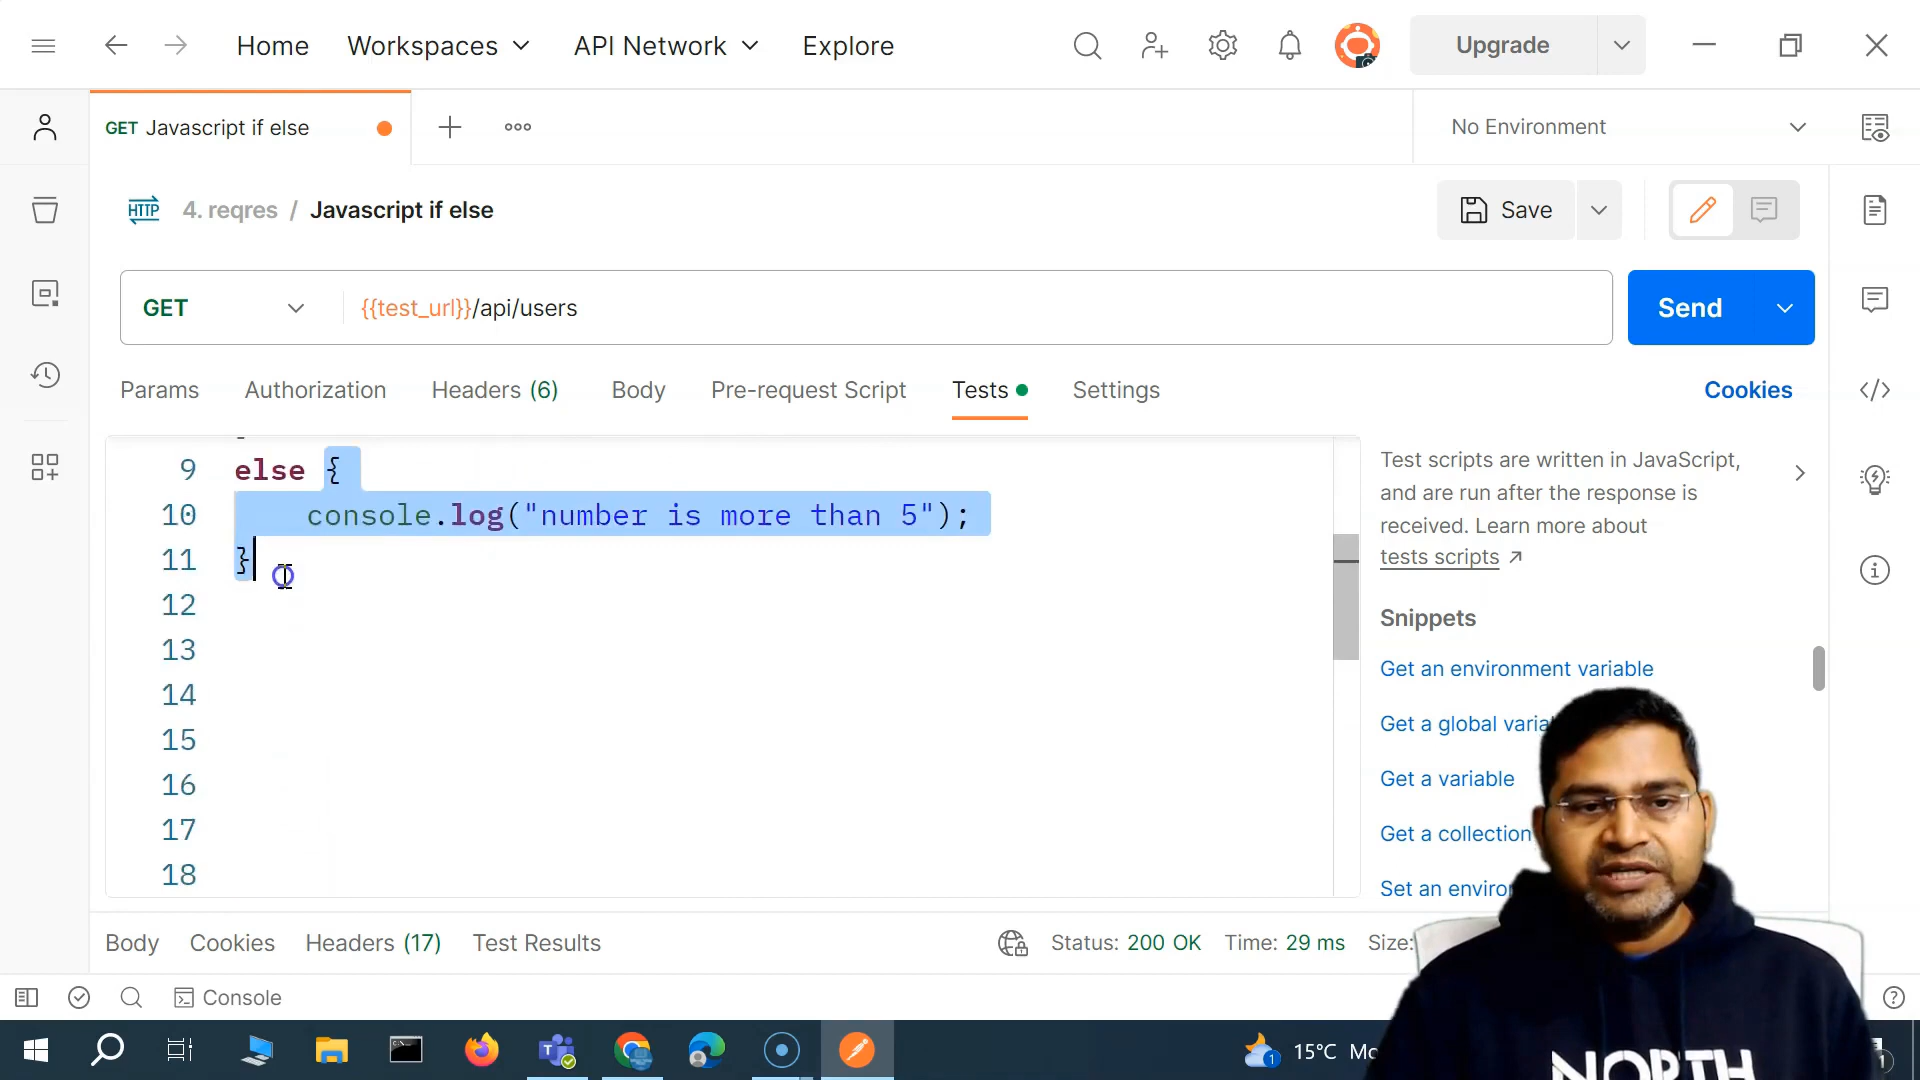 Home Workspaces API Network Explore Upgrade
GET Javascript if else No Environment
HTTP 4. reqres / Javascript if else Save
GET {{test_url}}/api/users Send
Params Authorization Headers (6) Body Pre-request Script Tests Settings Cookies
9 else {
10 console.log("number is more than 5");
11 }
12
13
14
15
16
17
18
Test scripts are written in JavaScript,
and are run after the response is
received. Learn more about
tests scripts
Snippets
Get an environment variable
Get a global varia
Get a variable
Get a collection
Set an enviro
Body Cookies Headers (17) Test Results Status: 200 OK Time: 29 ms Size:
Console
1 15°C Mo 1
NORTH